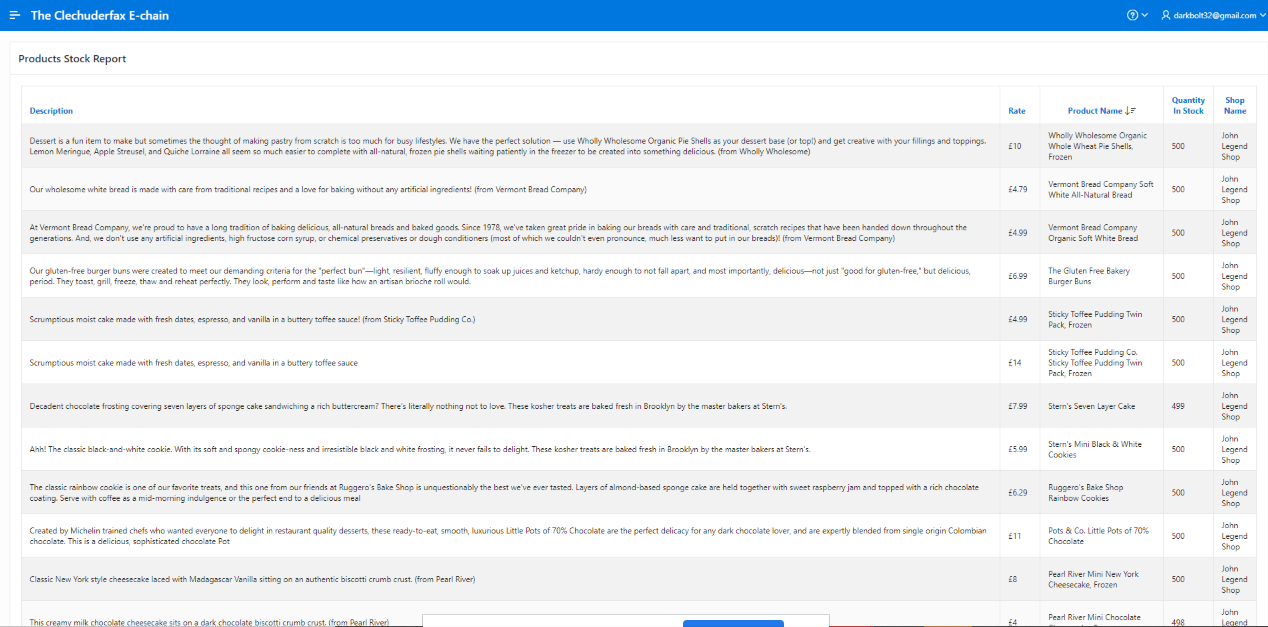 The Clechuderfax E-chain
darkbolt32@gmail.com
Products Stock Report
Description
Rate
Product Name
Quantity
In Stock
Shop
Name
Dessert is a fun item to make but sometimes the thought of making pastry from scratch is too much for busy lifestyles. We have the perfect solution — use Wholly Wholesome Organic Pie Shells as your dessert base (or top!) and get creative with your fillings and toppings.
Lemon Meringue, Apple Streusel, and Quiche Lorraine all seem so much easier to complete with all-natural, frozen pie shells waiting patiently in the freezer to be created into something delicious. (from Wholly Wholesome)
£10
Wholly Wholesome Organic
Whole Wheat Pie Shells,
Frozen
500
John
Legend
Shop
Our wholesome white bread is made with care from traditional recipes and a love for baking without any artificial ingredients! (from Vermont Bread Company)
£4.79
Vermont Bread Company Soft
White All-Natural Bread
500
John
Legend
Shop
At Vermont Bread Company, we're proud to have a long tradition of baking delicious, all-natural breads and baked goods. Since 1978, we've taken great pride in baking our breads with care and traditional, scratch recipes that have been handed down throughout the
generations. And, we don't use any artificial ingredients, high fructose corn syrup, or chemical preservatives or dough conditioners (most of which we couldn't even pronounce, much less want to put in our breads)! (from Vermont Bread Company)
£4.99
Vermont Bread Company
Organic Soft White Bread
500
John
Legend
Shop
Our gluten-free burger buns were created to meet our demanding criteria for the "perfect bun"—light, resilient, fluffy enough to soak up juices and ketchup, hardy enough to not fall apart, and most importantly, delicious—not just "good for gluten-free," but delicious,
period. They toast, grill, freeze, thaw and reheat perfectly. They look, perform and taste like how an artisan brioche roll would.
£6.99
The Gluten Free Bakery
Burger Buns
500
John
Legend
Shop
Scrumptious moist cake made with fresh dates, espresso, and vanilla in a buttery toffee sauce! (from Sticky Toffee Pudding Co.)
£4.99
Sticky Toffee Pudding Twin
Pack, Frozen
500
John
Legend
Shop
Scrumptious moist cake made with fresh dates, espresso, and vanilla in a buttery toffee sauce
£14
Sticky Toffee Pudding Co.
Sticky Toffee Pudding Twin
Pack, Frozen
500
John
Legend
Shop
Decadent chocolate frosting covering seven layers of sponge cake sandwiching a rich buttercream? There's literally nothing not to love. These kosher treats are baked fresh in Brooklyn by the master bakers at Stern's.
£7.99
Stern's Seven Layer Cake
499
John
Legend
Shop
Ahh! The classic black-and-white cookie. With its soft and spongy cookie-ness and irresistible black and white frosting, it never fails to delight. These kosher treats are baked fresh in Brooklyn by the master bakers at Stern's.
£5.99
Stern's Mini Black & White
Cookies
500
John
Legend
Shop
The classic rainbow cookie is one of our favorite treats, and this one from our friends at Ruggero's Bake Shop is unquestionably the best we've ever tasted. Layers of almond-based sponge cake are held together with sweet raspberry jam and topped with a rich chocolate
coating. Serve with coffee as a mid-morning indulgence or the perfect end to a delicious meal
£6.29
Ruggero's Bake Shop
Rainbow Cookies
500
John
Legend
Shop
Created by Michelin trained chefs who wanted everyone to delight in restaurant quality desserts, these ready-to-eat, smooth, luxurious Little Pots of 70% Chocolate are the perfect delicacy for any dark chocolate lover, and are expertly blended from single origin Colombian
chocolate. This is a delicious, sophisticated chocolate Pot
£11
Pots & Co. Little Pots of 70%
Chocolate
500
John
Legend
Shop
Classic New York style cheesecake laced with Madagascar Vanilla sitting on an authentic biscotti crumb crust. (from Pearl River)
£8
Pearl River Mini New York
Cheesecake, Frozen
500
John
Legend
Shop
This creamy milk chocolate cheesecake sits on a dark chocolate biscotti crumb crust. (from Pearl River)
£4
Pearl River Mini Chocolate
498
John
Legend